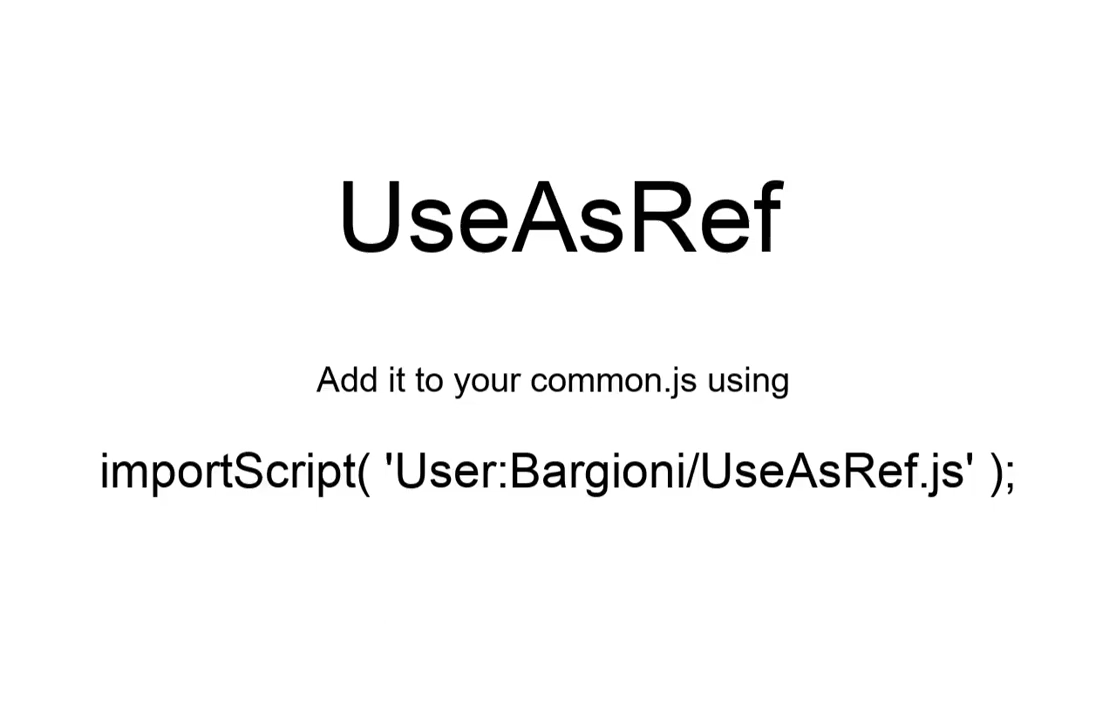 UseAsRef
Add it to your common.js using
importScript( 'User:Bargioni/UseAsRef.js' );